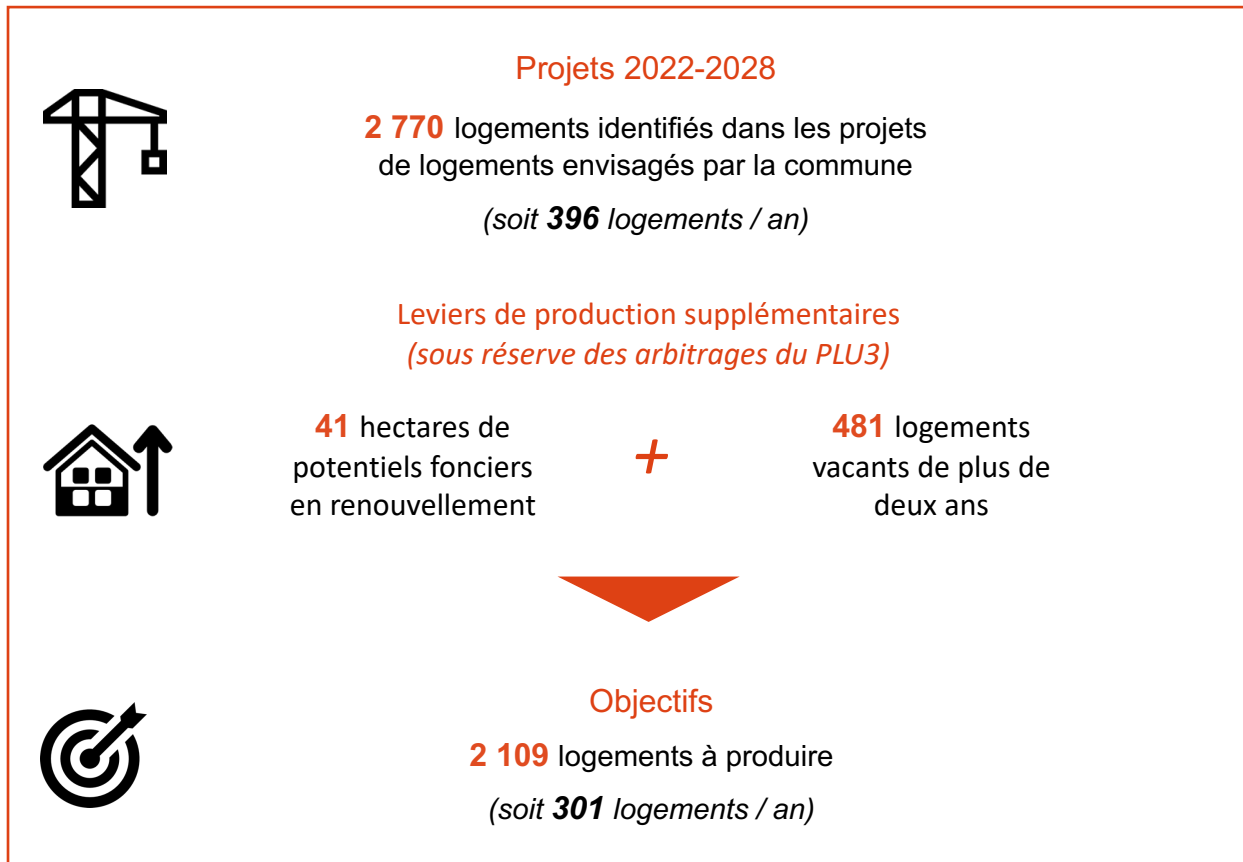 Projets 2022-2028
2 770 logements identifiés dans les projets
de logements envisagés par la commune
(soit 396 logements / an)
Leviers de production supplémentaires
(sous réserve des arbitrages du PLU3)
41 hectares de
potentiels fonciers
en renouvellement
+
481 logements
vacants de plus de
deux ans
Objectifs
2 109 logements à produire
(soit 301 logements / an)